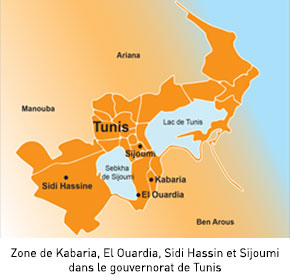 Ariana
Manouba
Tunis
Lac de Tunis
Sijoumi
Sebkha
de Sijoumi
Kabaria
Sidi Hassine
El Ouardia
Ben Arous
Zone de Kabaria, El Ouardia, Sidi Hassin et Sijoumi
dans le gouvernorat de Tunis